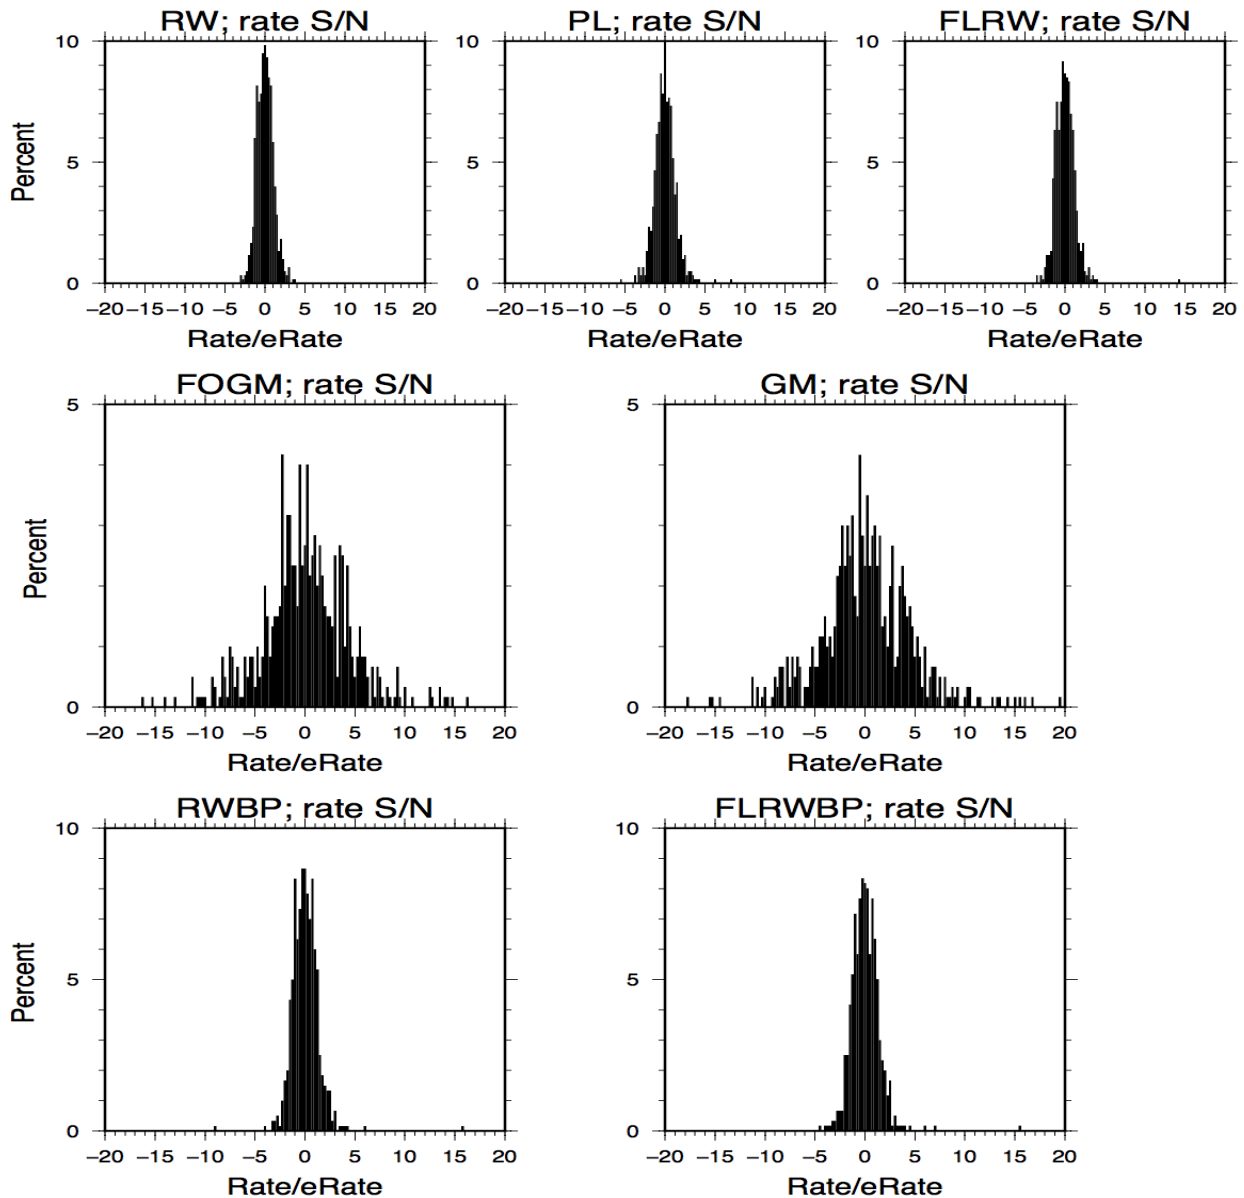 RW; rate S/N PL; rate S/N FLRW; rate S/N
10 10 10
Percent
5 5 5
0 0 0
−20 −15 −10 −5 0 5 10 15 20 −20 −15 −10 −5 0 5 10 15 20 −20 −15 −10 −5 0 5 10 15 20
Rate/eRate Rate/eRate Rate/eRate
FOGM; rate S/N GM; rate S/N
5 5
Percent
0 0
−20 −15 −10 −5 0 5 10 15 20 −20 −15 −10 −5 0 5 10 15 20
Rate/eRate Rate/eRate
RWBP; rate S/N FLRWBP; rate S/N
10 10
Percent
5 5
0 0
−20 −15 −10 −5 0 5 10 15 20 −20 −15 −10 −5 0 5 10 15 20
Rate/eRate Rate/eRate